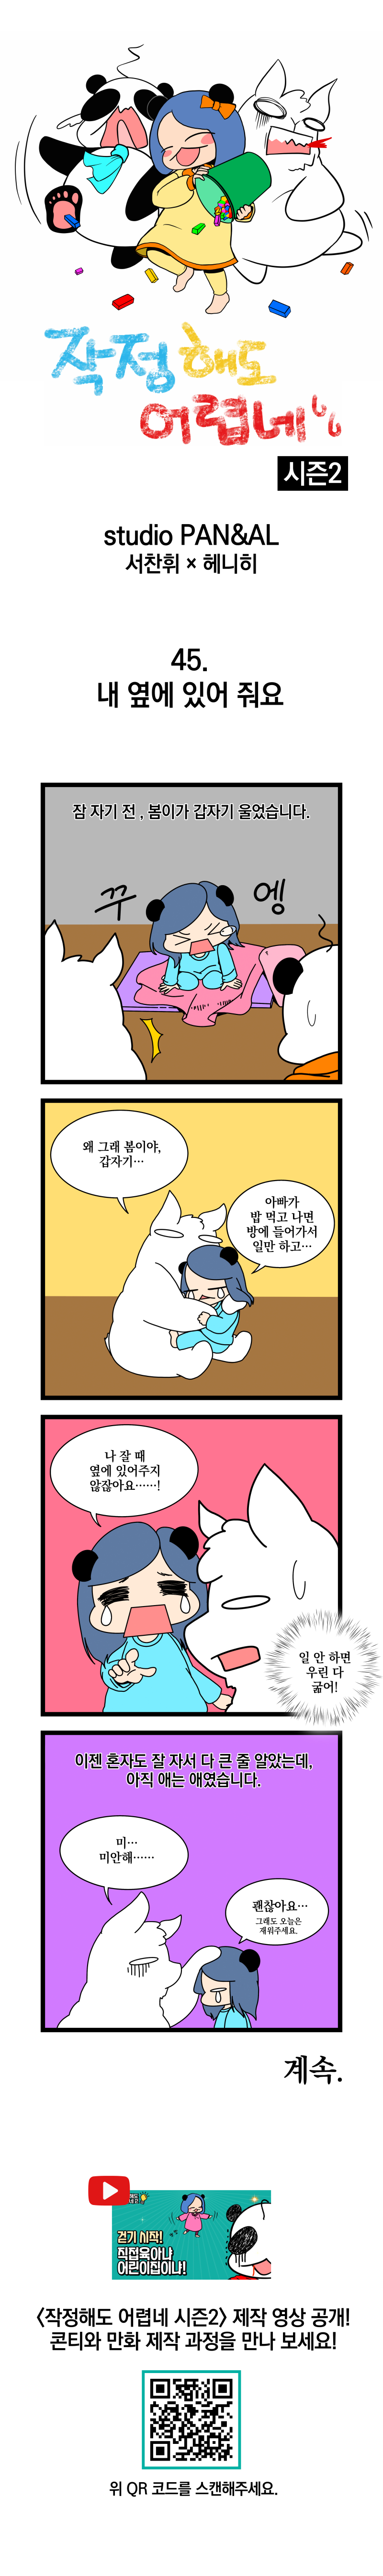 작정해도
어렵네
시즌2
studio PAN&AL
서찬휘 × 헤니히
45.
내 옆에 있어 줘요
잠 자기 전 , 봄이가 갑자기 울었습니다.
꾸 엥
왜 그래 봄이야,
갑자기…
아빠가
밥 먹고 나면
방에 들어가서
일만 하고…
나 잘 때
옆에 있어주지
않잖아요……!
일 안 하면
우린 다
굶어!
이젠 혼자도 잘 자서 다 큰 줄 알았는데,
아직 애는 애였습니다.
미…
미안해……
괜찮아요…
그래도 오늘은
재워주세요.
계속.
걷기 시작!
직접육아냐
어린이집이냐!
<작정해도 어렵네 시즌2> 제작 영상 공개!
콘티와 만화 제작 과정을 만나 보세요!
위 QR 코드를 스캔해주세요.